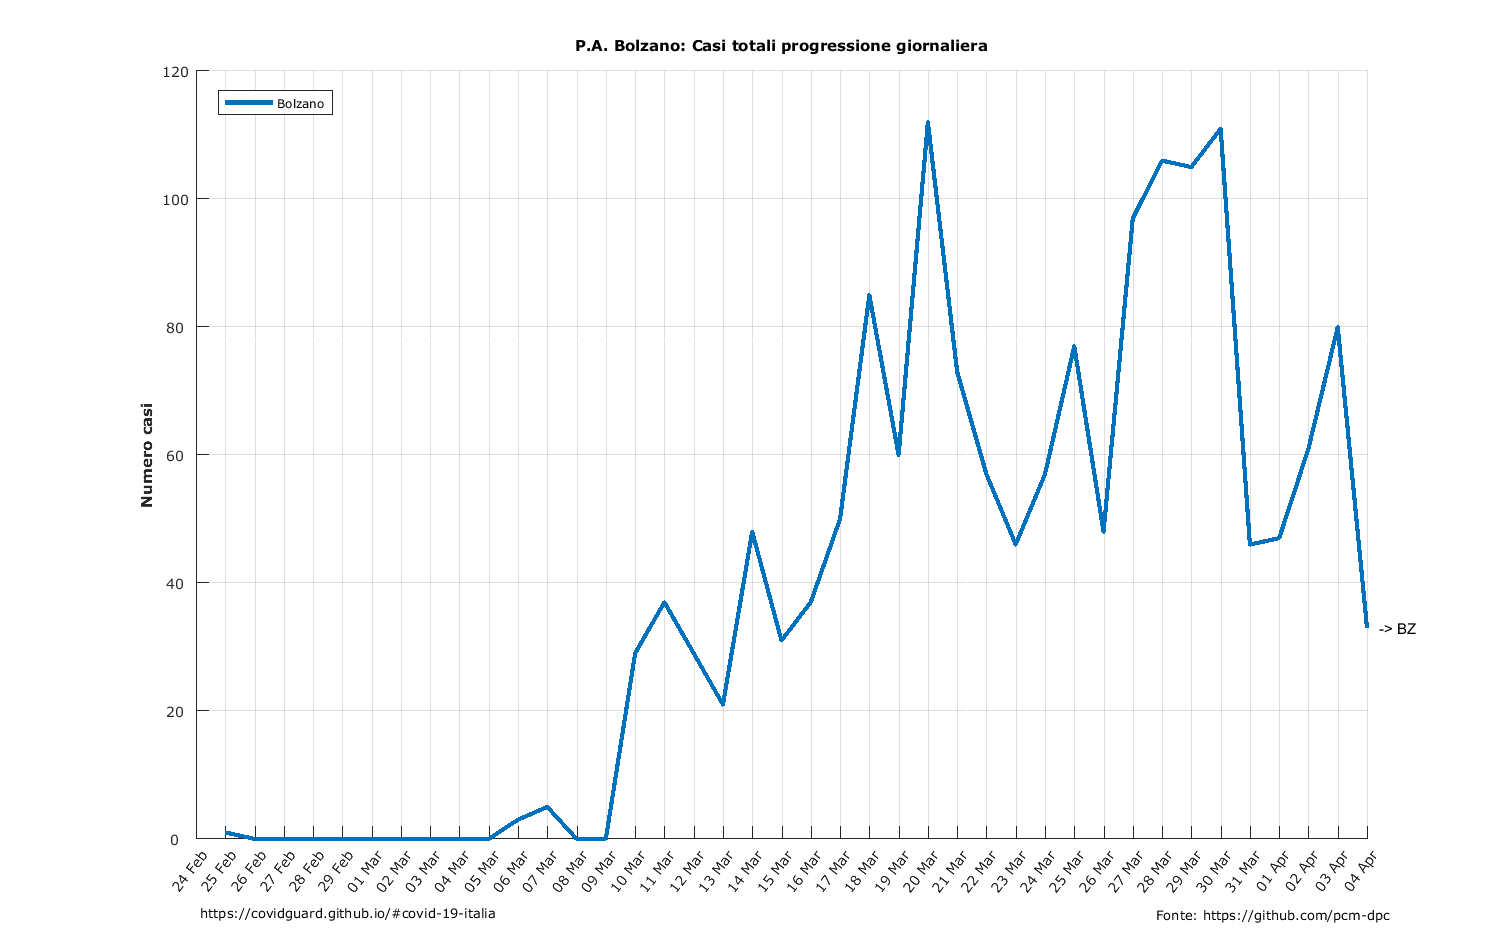 P.A. Bolzano: Casi totali progressione giornaliera
Bolzano
Numero casi
120
100
80
60
40
20
0
-> BZ
24 Feb
25 Feb
26 Feb
27 Feb
28 Feb
29 Feb
01 Mar
02 Mar
03 Mar
04 Mar
05 Mar
06 Mar
07 Mar
08 Mar
09 Mar
10 Mar
11 Mar
12 Mar
13 Mar
14 Mar
15 Mar
16 Mar
17 Mar
18 Mar
19 Mar
20 Mar
21 Mar
22 Mar
23 Mar
24 Mar
25 Mar
26 Mar
27 Mar
28 Mar
29 Mar
30 Mar
31 Mar
01 Apr
02 Apr
03 Apr
04 Apr
https://covidguard.github.io/#covid-19-italia
Fonte: https://github.com/pcm-dpc